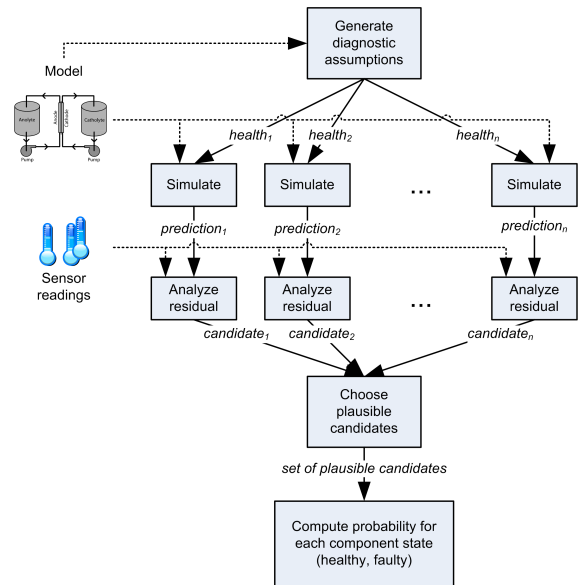 Generate
diagnostic
assumptions
Model
Anolyte
Anode
Cathode
Catholyte
Pump
Pump
health1
health2
healthn
Simulate
Simulate
...
Simulate
prediction1
prediction2
predictionn
Sensor
readings
Analyze
residual
Analyze
residual
...
Analyze
residual
candidate1
candidate2
candidaten
Choose
plausible
candidates
set of plausible candidates
Compute probability for
each component state
(healthy, faulty)